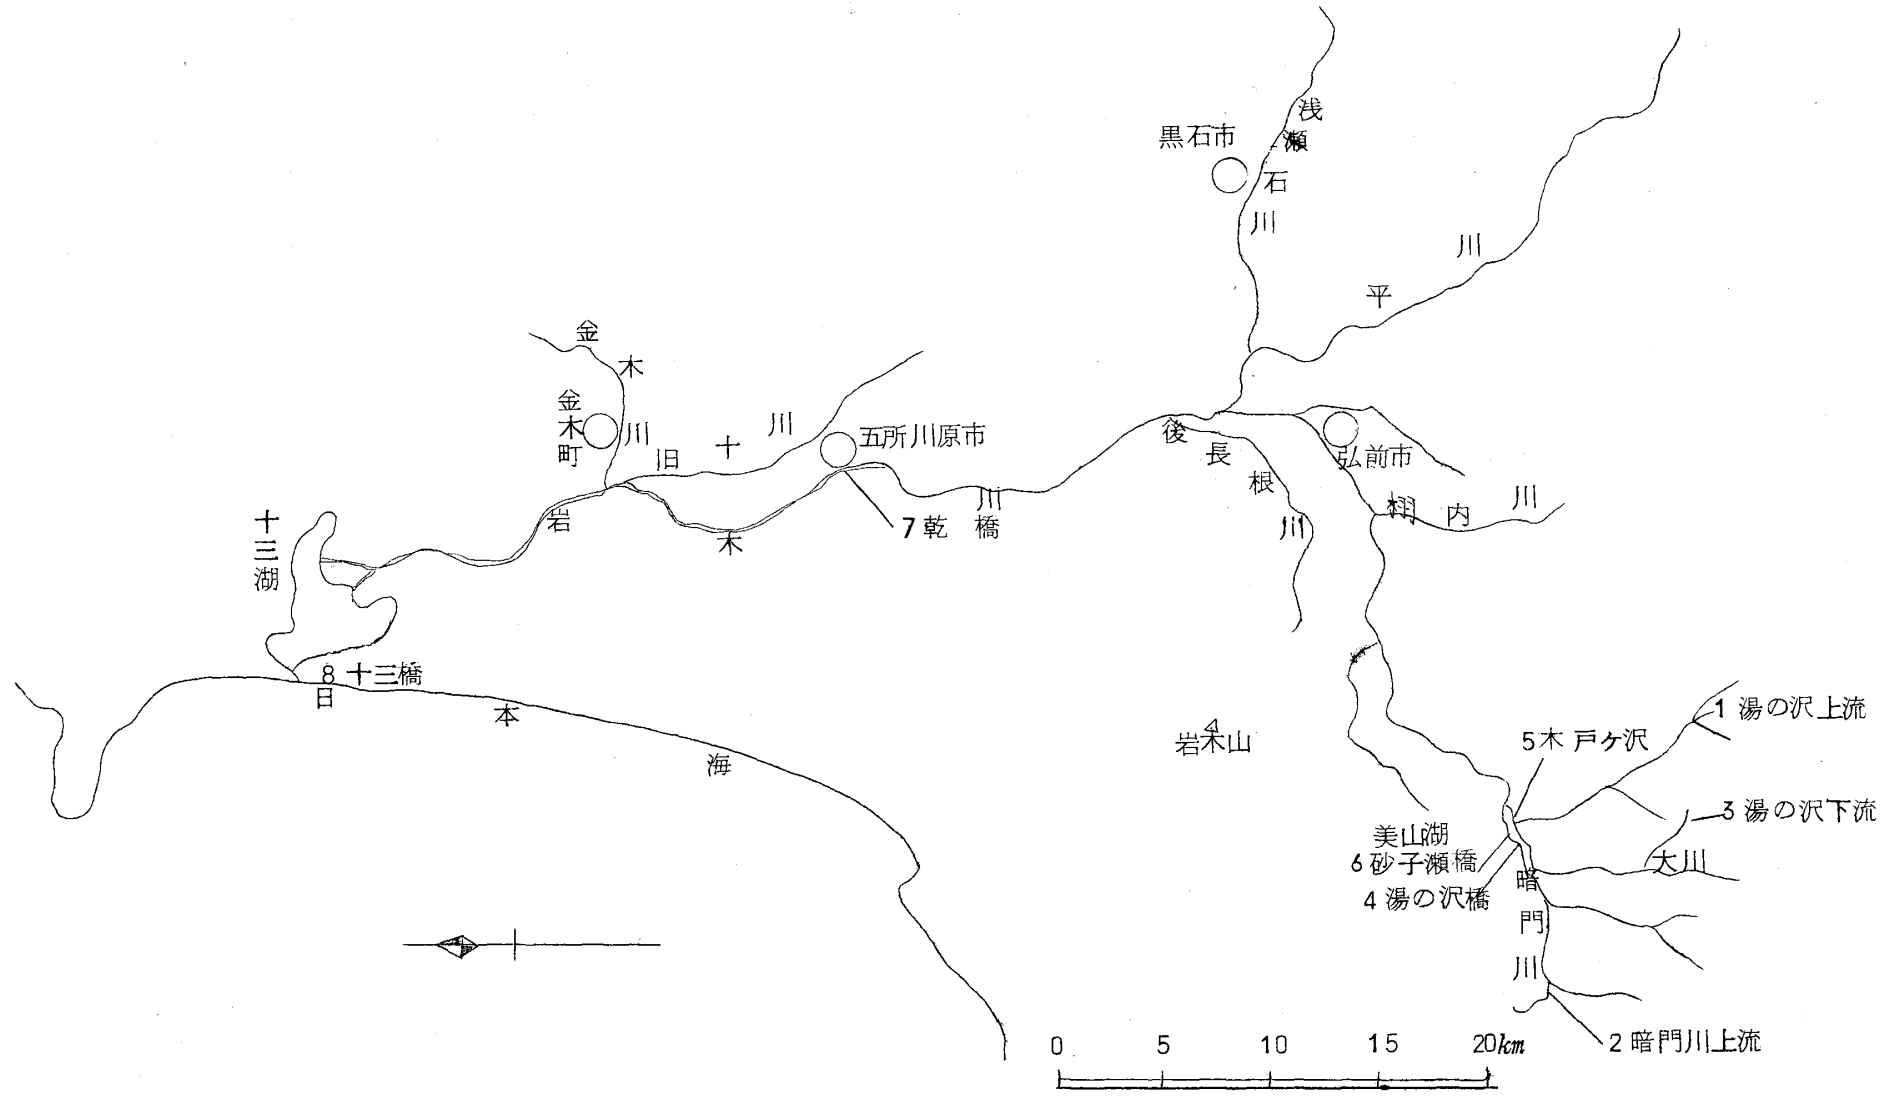 浅瀬石川
黒石市
平川
金木川
金木町
旧十川
五所川原市
後長根川
弘前市
栩内川
岩木川
7 乾橋
十三湖
8 十三橋
日本海
岩木山
1 湯の沢上流
5 木戸ケ沢
3 湯の沢下流
美山湖
6 砂子瀬橋
4 湯の沢橋
大川
暗門川
2 暗門川上流
0 5 10 15 20km